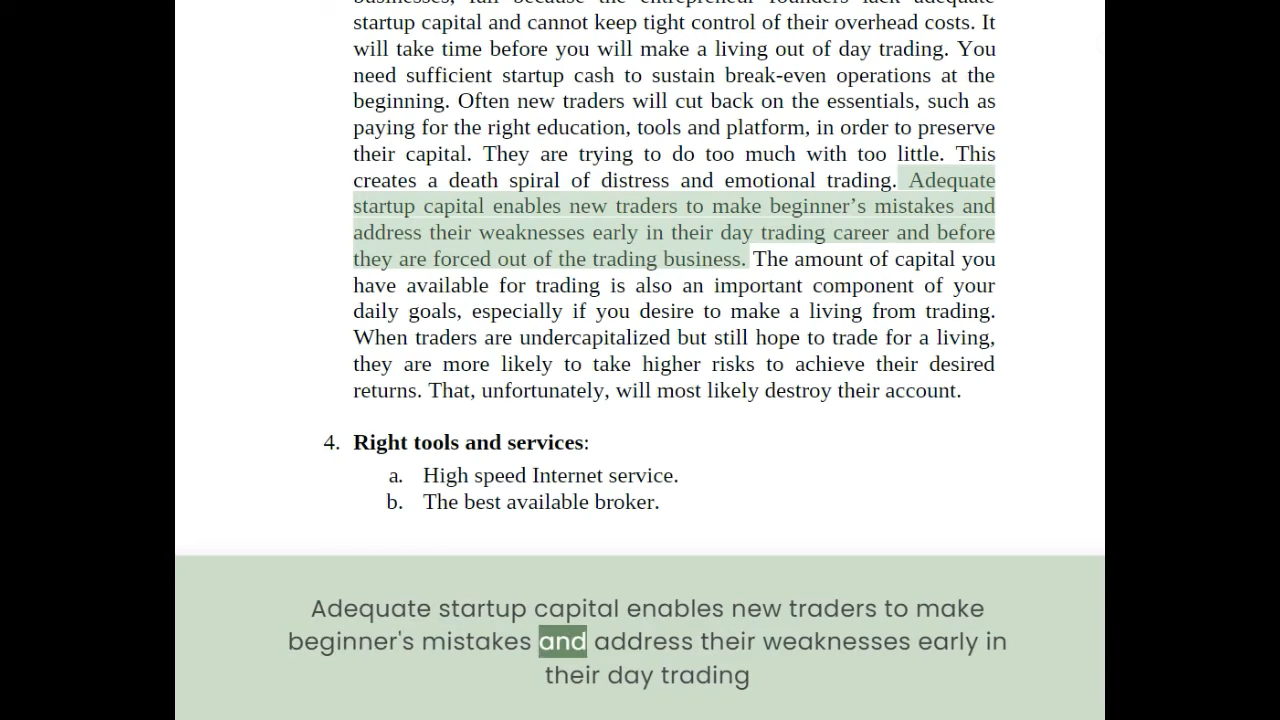 businesses, fail because the entrepreneur founders lack adequate
startup capital and cannot keep tight control of their overhead costs. It
will take time before you will make a living out of day trading. You
need sufficient startup cash to sustain break-even operations at the
beginning. Often new traders will cut back on the essentials, such as
paying for the right education, tools and platform, in order to preserve
their capital. They are trying to do too much with too little. This
creates a death spiral of distress and emotional trading. Adequate
startup capital enables new traders to make beginner’s mistakes and
address their weaknesses early in their day trading career and before
they are forced out of the trading business. The amount of capital you
have available for trading is also an important component of your
daily goals, especially if you desire to make a living from trading.
When traders are undercapitalized but still hope to trade for a living,
they are more likely to take higher risks to achieve their desired
returns. That, unfortunately, will most likely destroy their account.
4. Right tools and services:
a. High speed Internet service.
b. The best available broker.
Adequate startup capital enables new traders to make
beginner's mistakes and address their weaknesses early in
their day trading